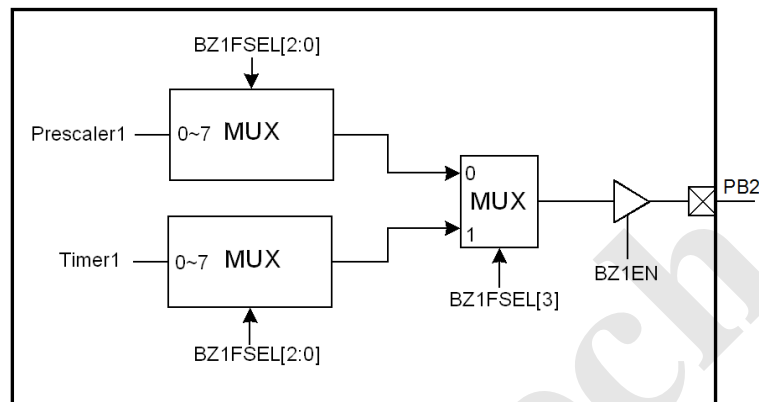 BZ1FSEL[2:0]
Prescaler1
0~7 MUX
0
MUX
PB2
1
Timer1
0~7 MUX
BZ1EN
BZ1FSEL[3]
BZ1FSEL[2:0]